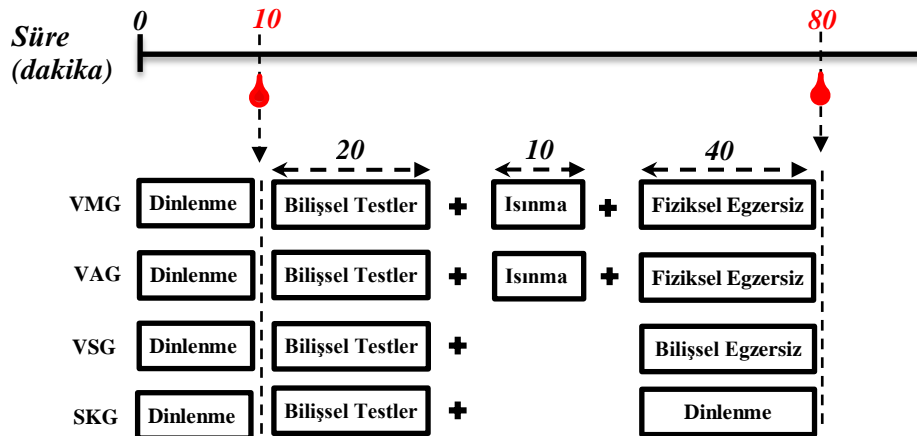 0 10 80
Süre
(dakika)
20 10 40
VMG Dinlenme Bilişsel Testler + Isınma + Fiziksel Egzersiz
VAG Dinlenme Bilişsel Testler + Isınma + Fiziksel Egzersiz
VSG Dinlenme Bilişsel Testler + Bilişsel Egzersiz
SKG Dinlenme Bilişsel Testler + Dinlenme